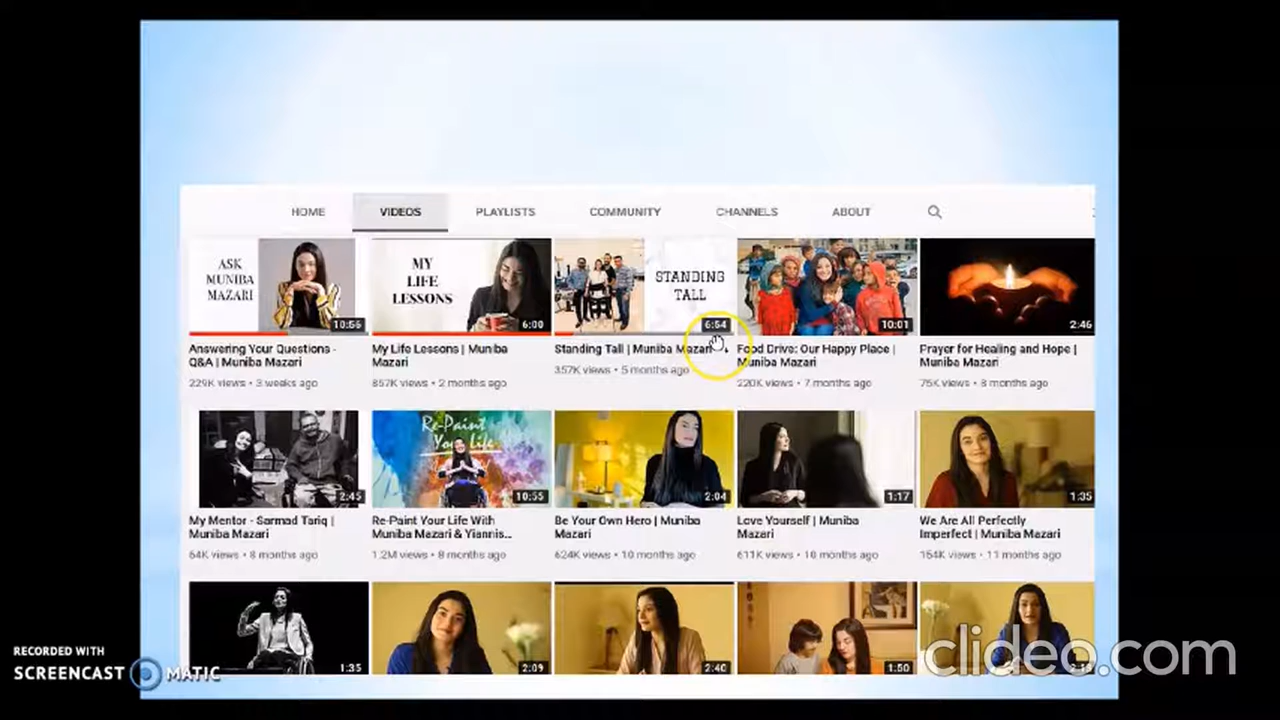 HOME VIDEOS PLAYLISTS COMMUNITY CHANNELS ABOUT
ASK
MUNIBA
MAZARI
10:56
MY
LIFE
LESSONS
6:00
STANDING
TALL
6:54
10:01
2:46
Answering Your Questions -
Q&A | Muniba Mazari
229K views • 3 weeks ago
My Life Lessons | Muniba
Mazari
857K views • 2 months ago
Standing Tall | Muniba Mazari
357K views • 5 months ago
Food Drive: Our Happy Place |
Muniba Mazari
220K views • 7 months ago
Prayer for Healing and Hope |
Muniba Mazari
75K views • 8 months ago
2:45
Re-Paint
Your Life
10:55
2:04
1:17
1:35
My Mentor - Sarmad Tariq |
Muniba Mazari
64K views • 8 months ago
Re-Paint Your Life With
Muniba Mazari & Yiannis...
1.2M views • 8 months ago
Be Your Own Hero | Muniba
Mazari
624K views • 10 months ago
Love Yourself | Muniba
Mazari
611K views • 10 months ago
We Are All Perfectly
Imperfect | Muniba Mazari
154K views • 11 months ago
1:35
2:09
2:40
1:50
clideo.com
RECORDED WITH
SCREENCAST MATIC